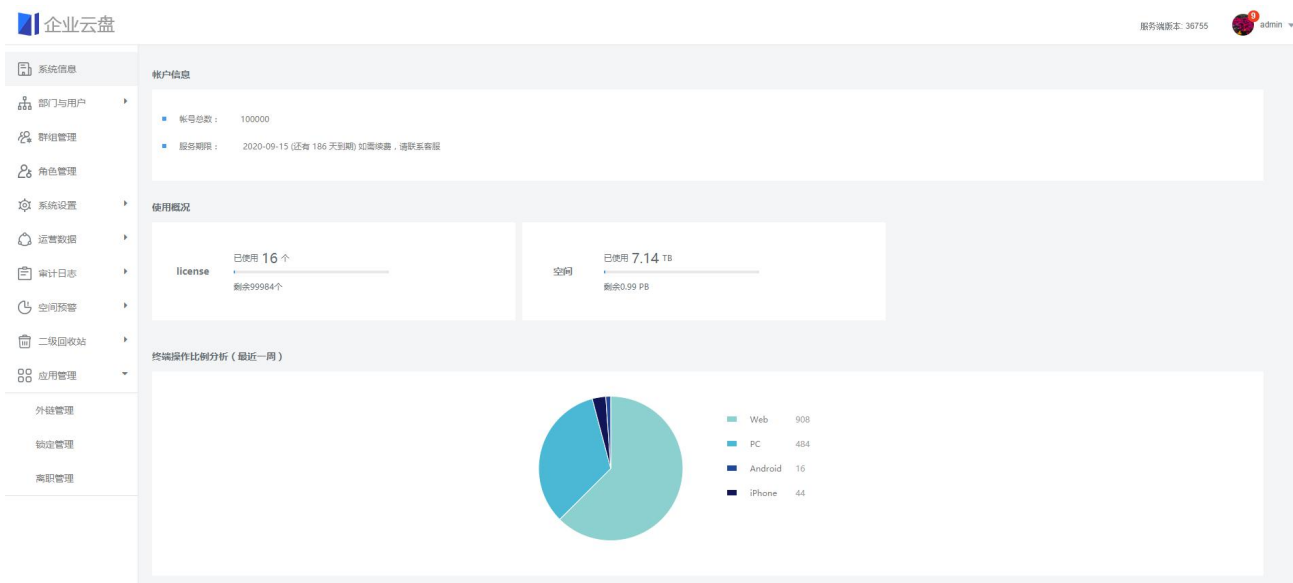 企业云盘
服务端版本: 36755
9
admin
系统信息
部门与用户
群组管理
角色管理
系统设置
运营数据
审计日志
空间预警
二级回收站
应用管理
外链管理
锁定管理
离职管理
帐户信息
帐号总数： 100000
服务期限： 2020-09-15 (还有 186 天到期) 如需续费，请联系客服
使用概况
license
已使用 16 个
剩余99984个
空间
已使用 7.14 TB
剩余0.99 PB
终端操作比例分析（最近一周）
Web 908
PC 484
Android 16
iPhone 44